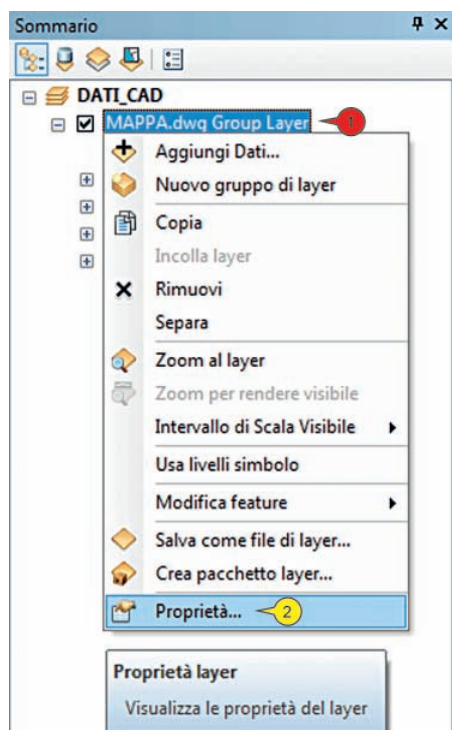 Sommario
DATI_CAD
MAPPA.dwg Group Layer 1
Aggiungi Dati...
Nuovo gruppo di layer
Copia
Incolla layer
Rimuovi
Separa
Zoom al layer
Zoom per rendere visibile
Intervallo di Scala Visibile
Usa livelli simbolo
Modifica feature
Salva come file di layer...
Crea pacchetto layer...
Proprietà... 2
Proprietà layer
Visualizza le proprietà del layer